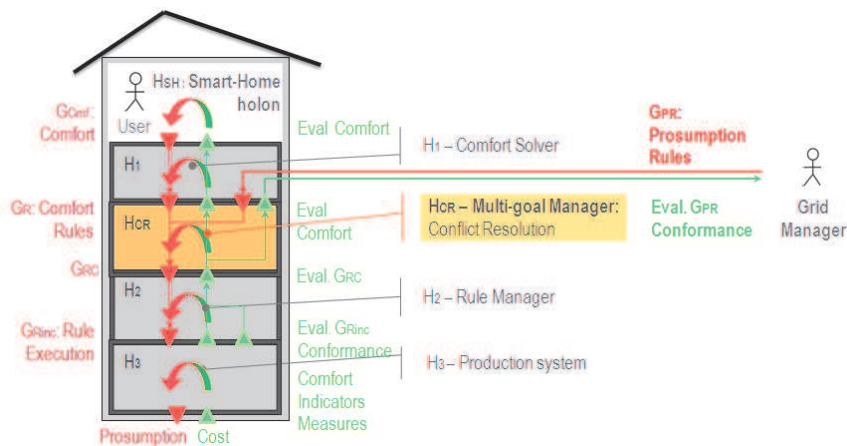 HSH: Smart-Home
holon
User
GCmf:
Comfort
Eval. Comfort
GPR:
Prosumption
Rules
H1
H1 – Comfort Solver
GR: Comfort
Rules
HCR
Eval
Comfort
HCR – Multi-goal Manager:
Conflict Resolution
Eval. GPR
Conformance
Grid
Manager
GRC
Eval. GRC
H2
H2 – Rule Manager
GRinc: Rule
Execution
Eval. GRinc
Conformance
H3
H3 – Production system
Comfort
Indicators
Measures
Prosumption
Cost